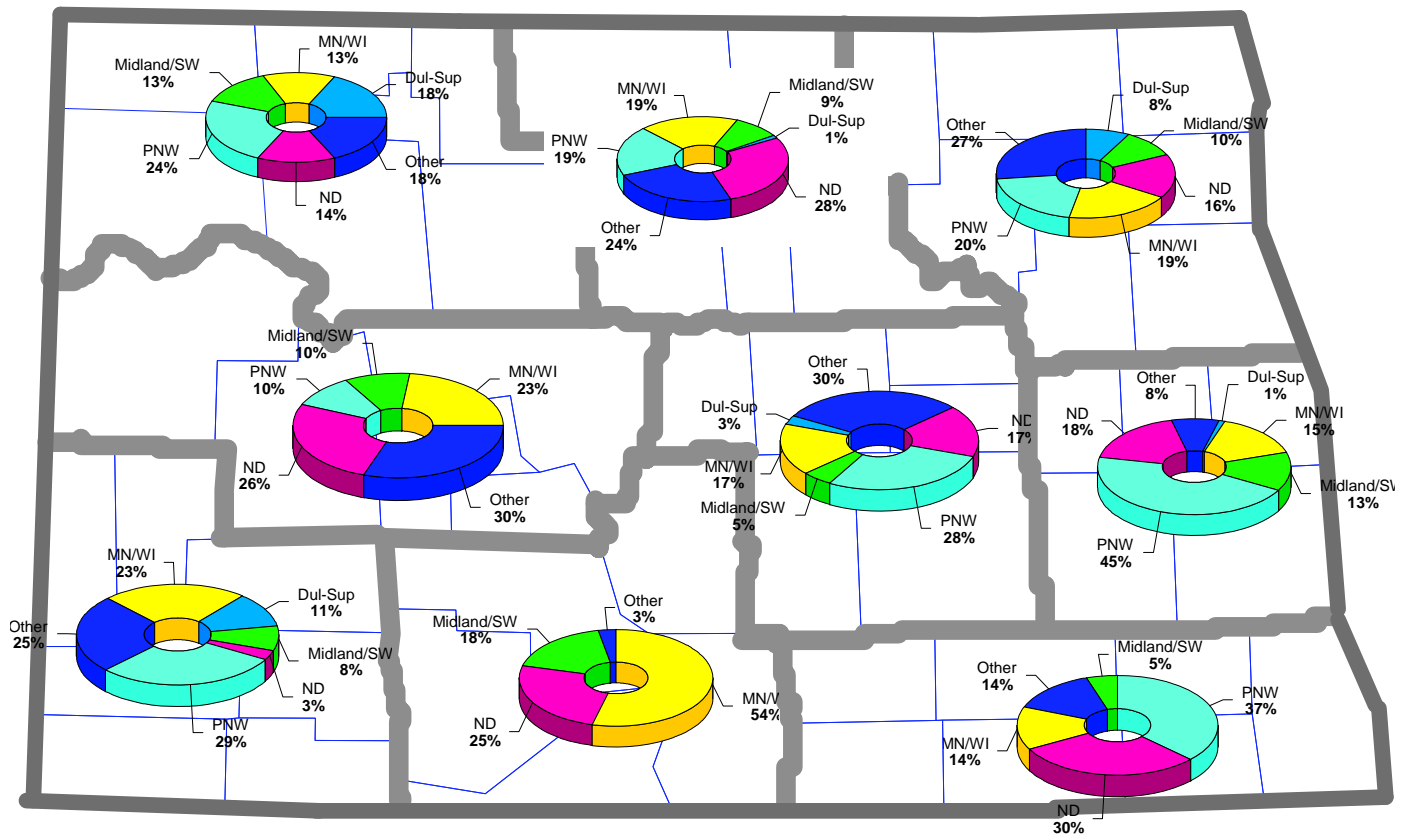 MN/WI
13%
Midland/SW
13%
Dul-Sup
18%
PNW
24%
Other
18%
ND
14%
MN/WI
19%
Midland/SW
9%
Dul-Sup
1%
PNW
19%
ND
28%
Other
24%
Dul-Sup
8%
Other
27%
Midland/SW
10%
ND
16%
PNW
20%
MN/WI
19%
Midland/SW
10%
PNW
10%
MN/WI
23%
ND
26%
Other
30%
Other
30%
Dul-Sup
3%
ND
17%
MN/WI
17%
Midland/SW
5%
PNW
28%
Other
8%
Dul-Sup
1%
ND
18%
MN/WI
15%
Midland/SW
13%
PNW
45%
MN/WI
23%
Dul-Sup
11%
Other
25%
Midland/SW
8%
ND
3%
PNW
29%
Other
3%
Midland/SW
18%
MN/W
54%
ND
25%
Midland/SW
5%
Other
14%
PNW
37%
MN/WI
14%
ND
30%